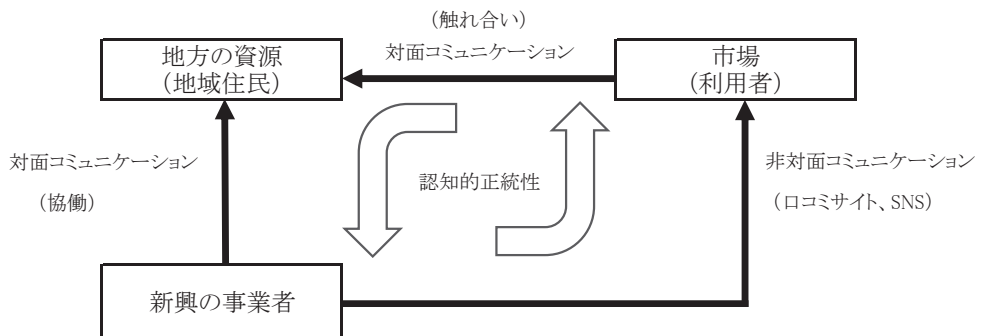 （触れ合い）
対面コミュニケーション
地方の資源
（地域住民）
市場
（利用者）
対面コミュニケーション
（協働）
認知的正統性
非対面コミュニケーション
（口コミサイト、SNS）
新興の事業者